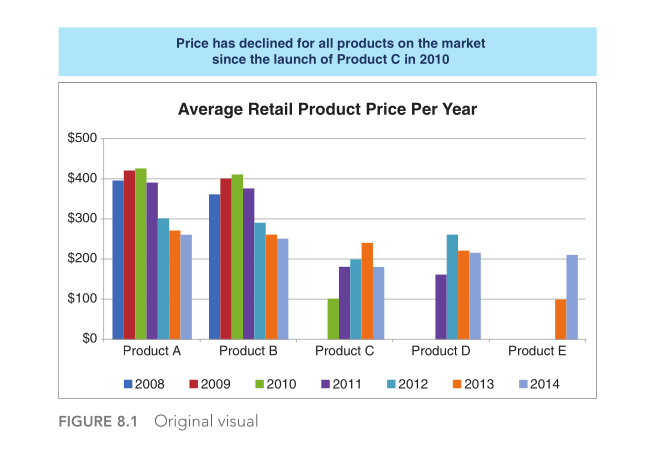 Price has declined for all products on the market
since the launch of Product C in 2010
Average Retail Product Price Per Year
$500
$400
$300
$200
$100
$0
Product A Product B Product C Product D Product E
2008 2009 2010 2011 2012 2013 2014
FIGURE 8.1 Original visual